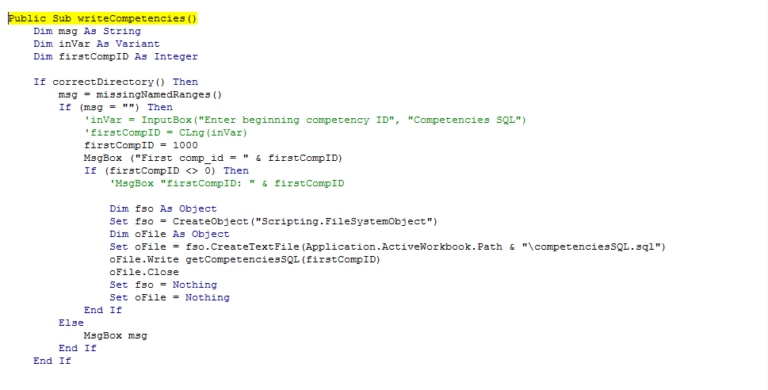 Public Sub writeCompetencies()
    Dim msg As String
    Dim inVar As Variant
    Dim firstCompID As Integer

    If correctDirectory() Then
        msg = missingNamedRanges()
        If (msg = "") Then
            'inVar = InputBox("Enter beginning competency ID", "Competencies SQL")
            'firstCompID = CLng(inVar)
            firstCompID = 1000
            MsgBox ("First comp_id = " & firstCompID)
            If (firstCompID <> 0) Then
                'MsgBox "firstCompID: " & firstCompID

                Dim fso As Object
                Set fso = CreateObject("Scripting.FileSystemObject")
                Dim oFile As Object
                Set oFile = fso.CreateTextFile(Application.ActiveWorkbook.Path & "\competenciesSQL.sql")
                oFile.Write getCompetenciesSQL(firstCompID)
                oFile.Close
                Set fso = Nothing
                Set oFile = Nothing
            End If
        Else
            MsgBox msg
        End If
    End If